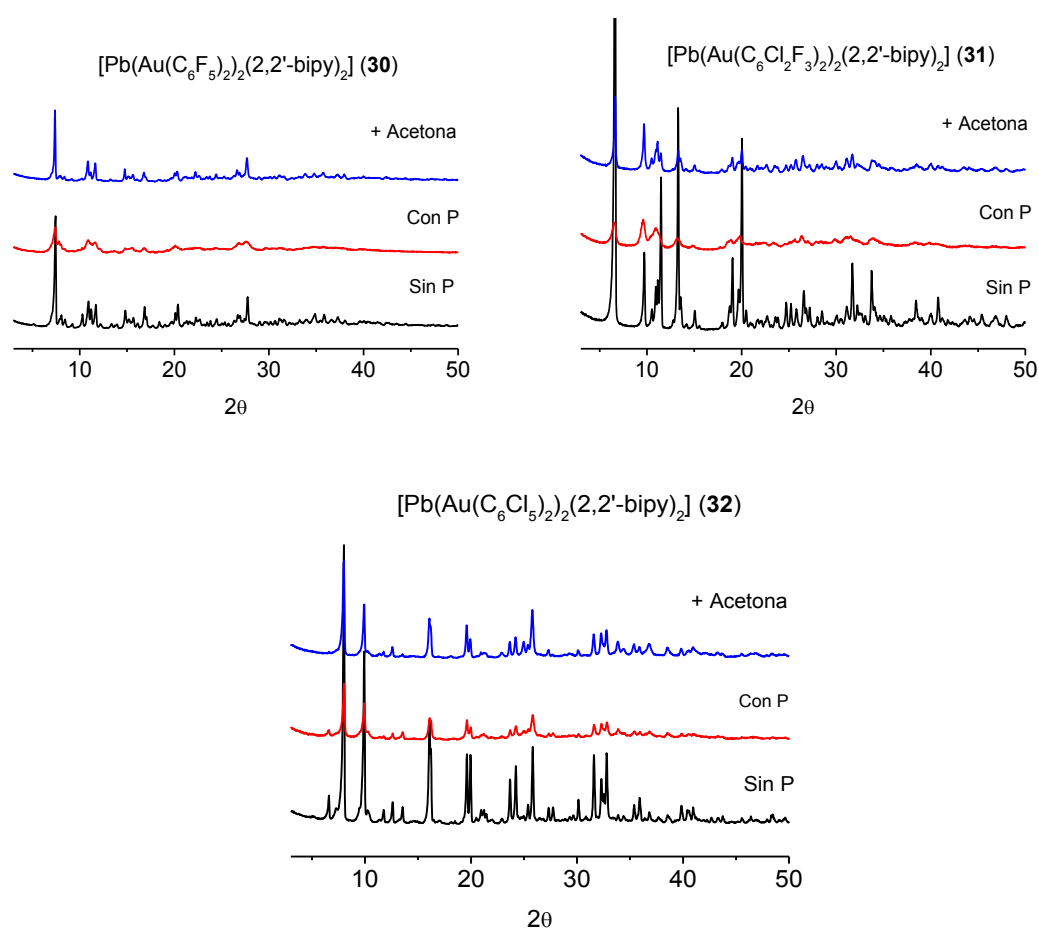 [Pb(Au(C₆F₅)₂)₂(2,2'-bipy)₂] (30)
+ Acetona
Con P
Sin P
10 20 30 40 50
2θ
[Pb(Au(C₆Cl₂F₃)₂)₂(2,2'-bipy)₂] (31)
+ Acetona
Con P
Sin P
10 20 30 40 50
2θ
[Pb(Au(C₆Cl₅)₂)₂(2,2'-bipy)₂] (32)
+ Acetona
Con P
Sin P
10 20 30 40 50
2θ